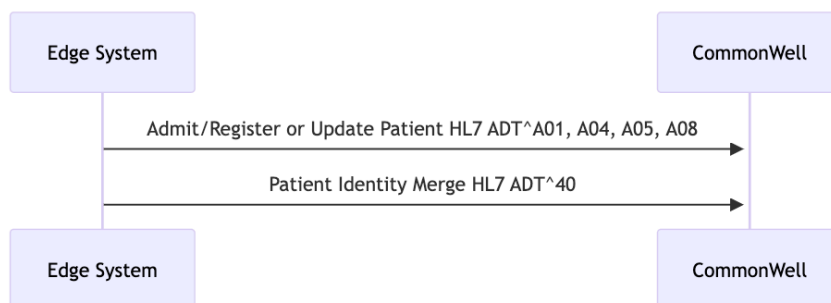 Edge System
CommonWell
Admit/Register or Update Patient HL7 ADT^A01, A04, A05, A08
Patient Identity Merge HL7 ADT^40
Edge System
CommonWell